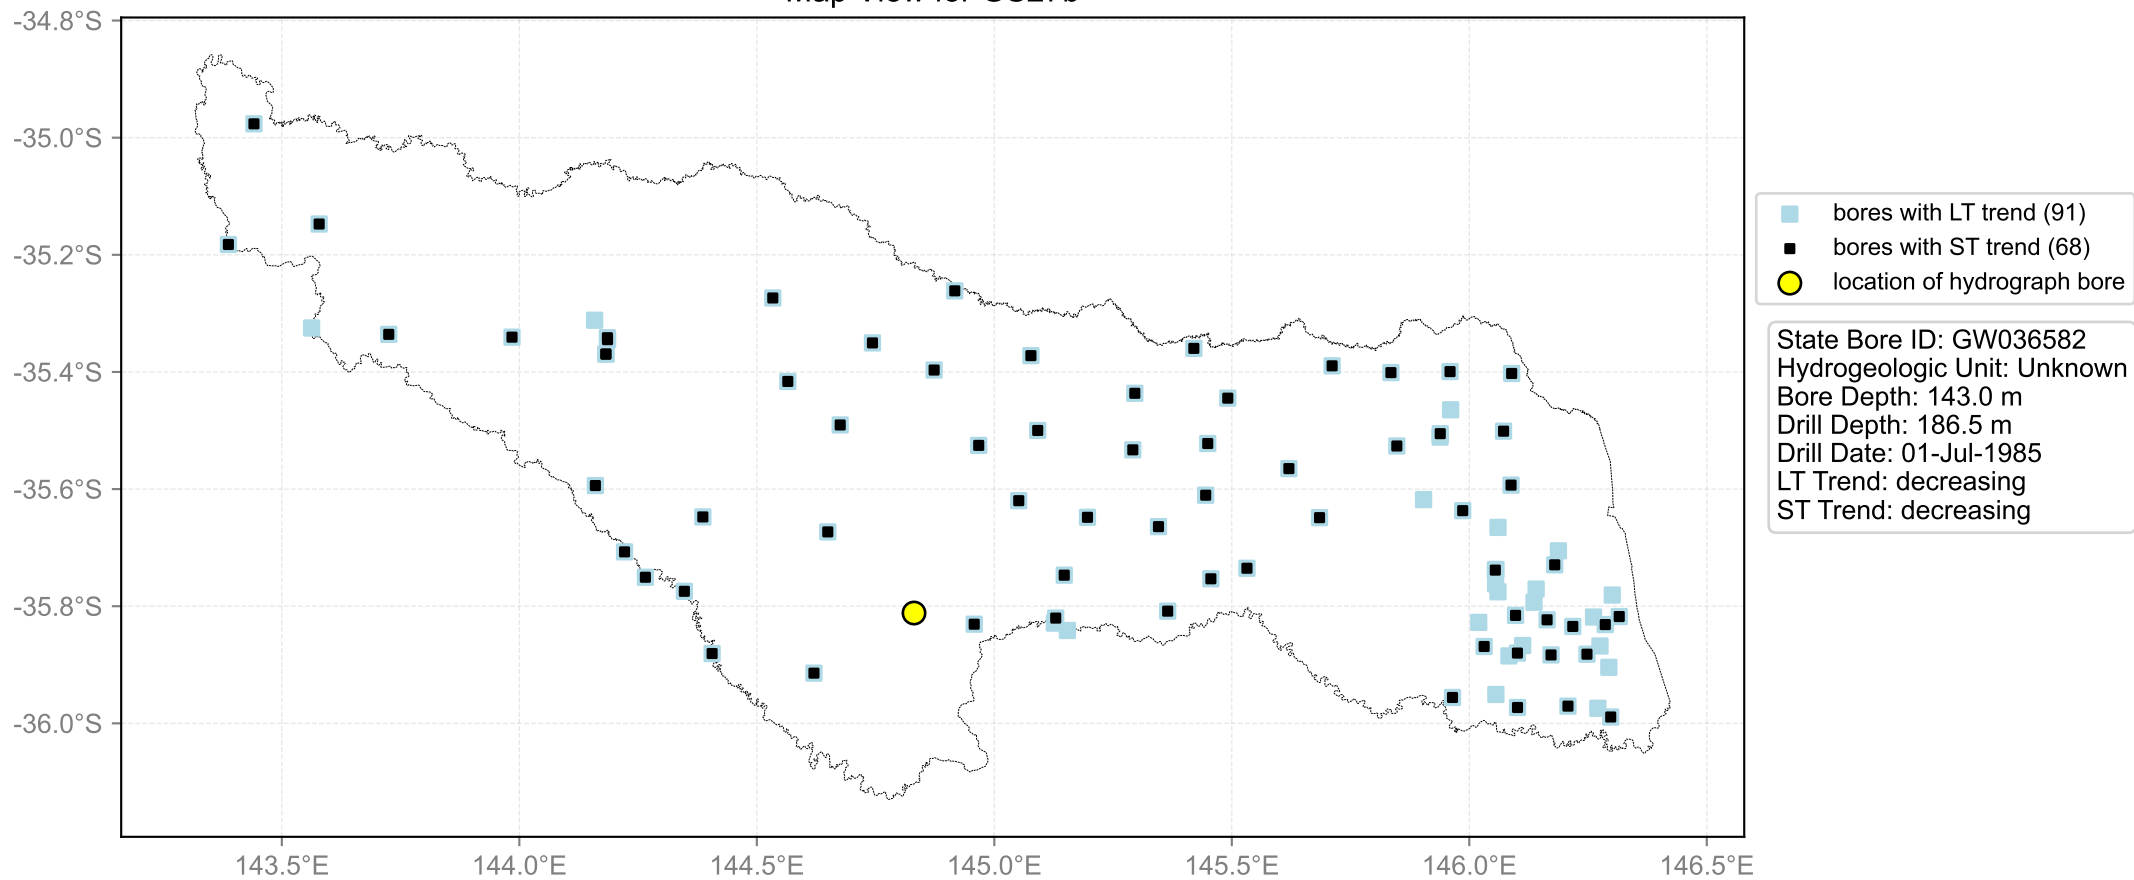 -34.8°S
-35.0°S
-35.2°S
-35.4°S
-35.6°S
-35.8°S
-36.0°S
143.5°E
144.0°E
144.5°E
145.0°E
145.5°E
146.0°E
146.5°E
bores with LT trend (91)
bores with ST trend (68)
location of hydrograph bore
State Bore ID: GW036582
Hydrogeologic Unit: Unknown
Bore Depth: 143.0 m
Drill Depth: 186.5 m
Drill Date: 01-Jul-1985
LT Trend: decreasing
ST Trend: decreasing